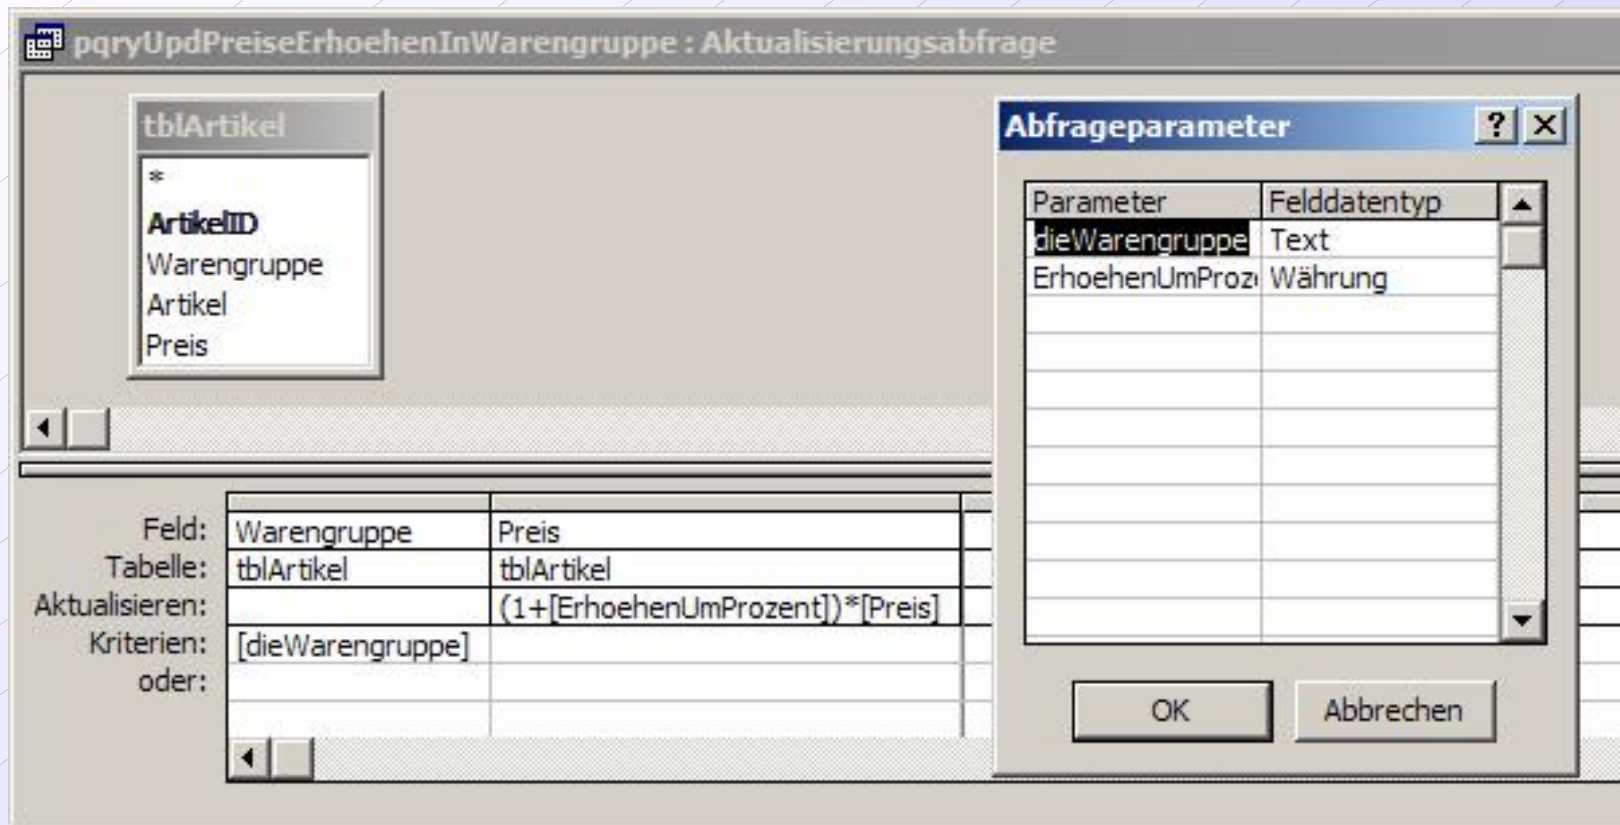 pqryUpdPreiseErhoehenInWarengruppe : Aktualisierungsabfrage
tblArtikel
*
ArtikelID
Warengruppe
Artikel
Preis
Abfrageparameter
Parameter Felddatentyp
dieWarengruppe Text
ErhoehenUmProze Währung
OK Abbrechen
Feld: Warengruppe Preis
Tabelle: tblArtikel tblArtikel
Aktualisieren: (1+[ErhoehenUmProzent])*[Preis]
Kriterien: [dieWarengruppe]
oder: